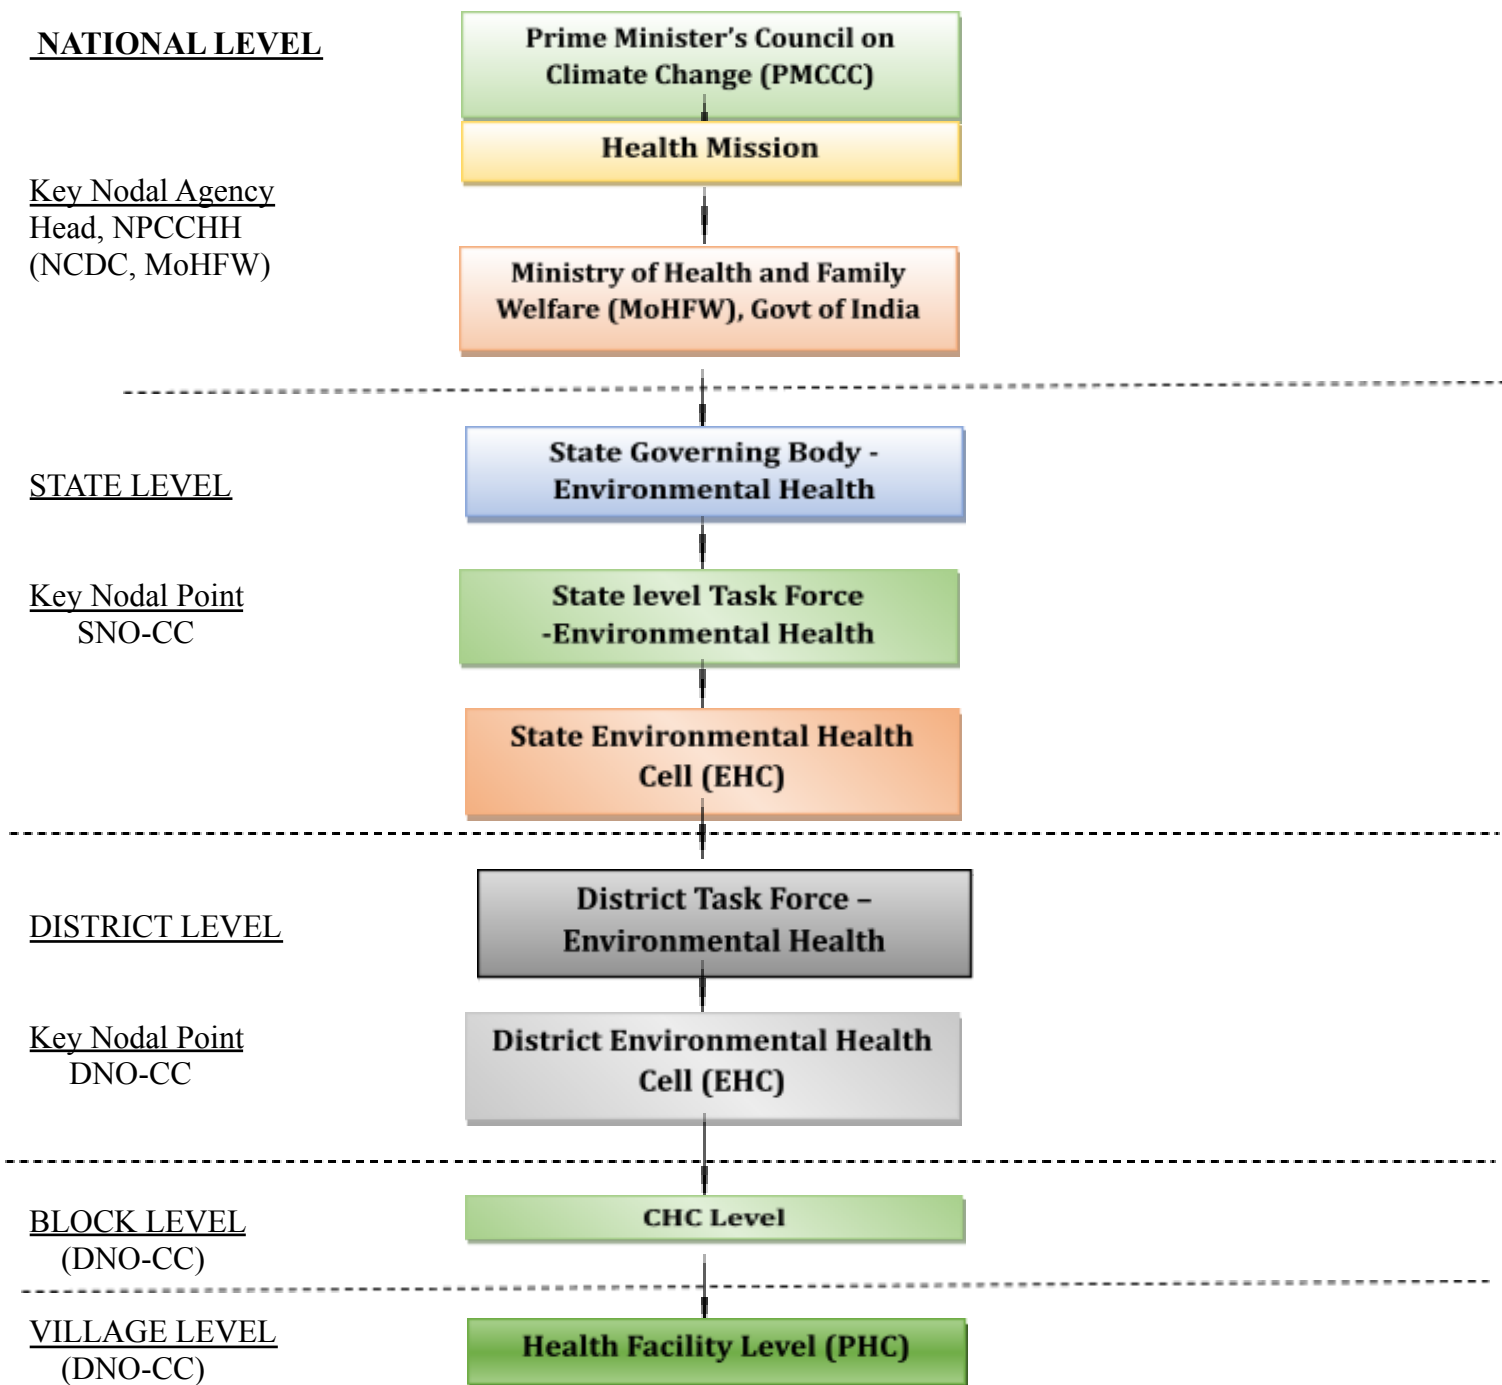 NATIONAL LEVEL
Prime Minister’s Council on
Climate Change (PMCCC)
Health Mission
Key Nodal Agency
Head, NPCCHH
(NCDC, MoHFW)
Ministry of Health and Family
Welfare (MoHFW), Govt of India
STATE LEVEL
State Governing Body -
Environmental Health
Key Nodal Point
SNO-CC
State level Task Force
-Environmental Health
State Environmental Health
Cell (EHC)
DISTRICT LEVEL
District Task Force –
Environmental Health
Key Nodal Point
DNO-CC
District Environmental Health
Cell (EHC)
BLOCK LEVEL
(DNO-CC)
CHC Level
VILLAGE LEVEL
(DNO-CC)
Health Facility Level (PHC)